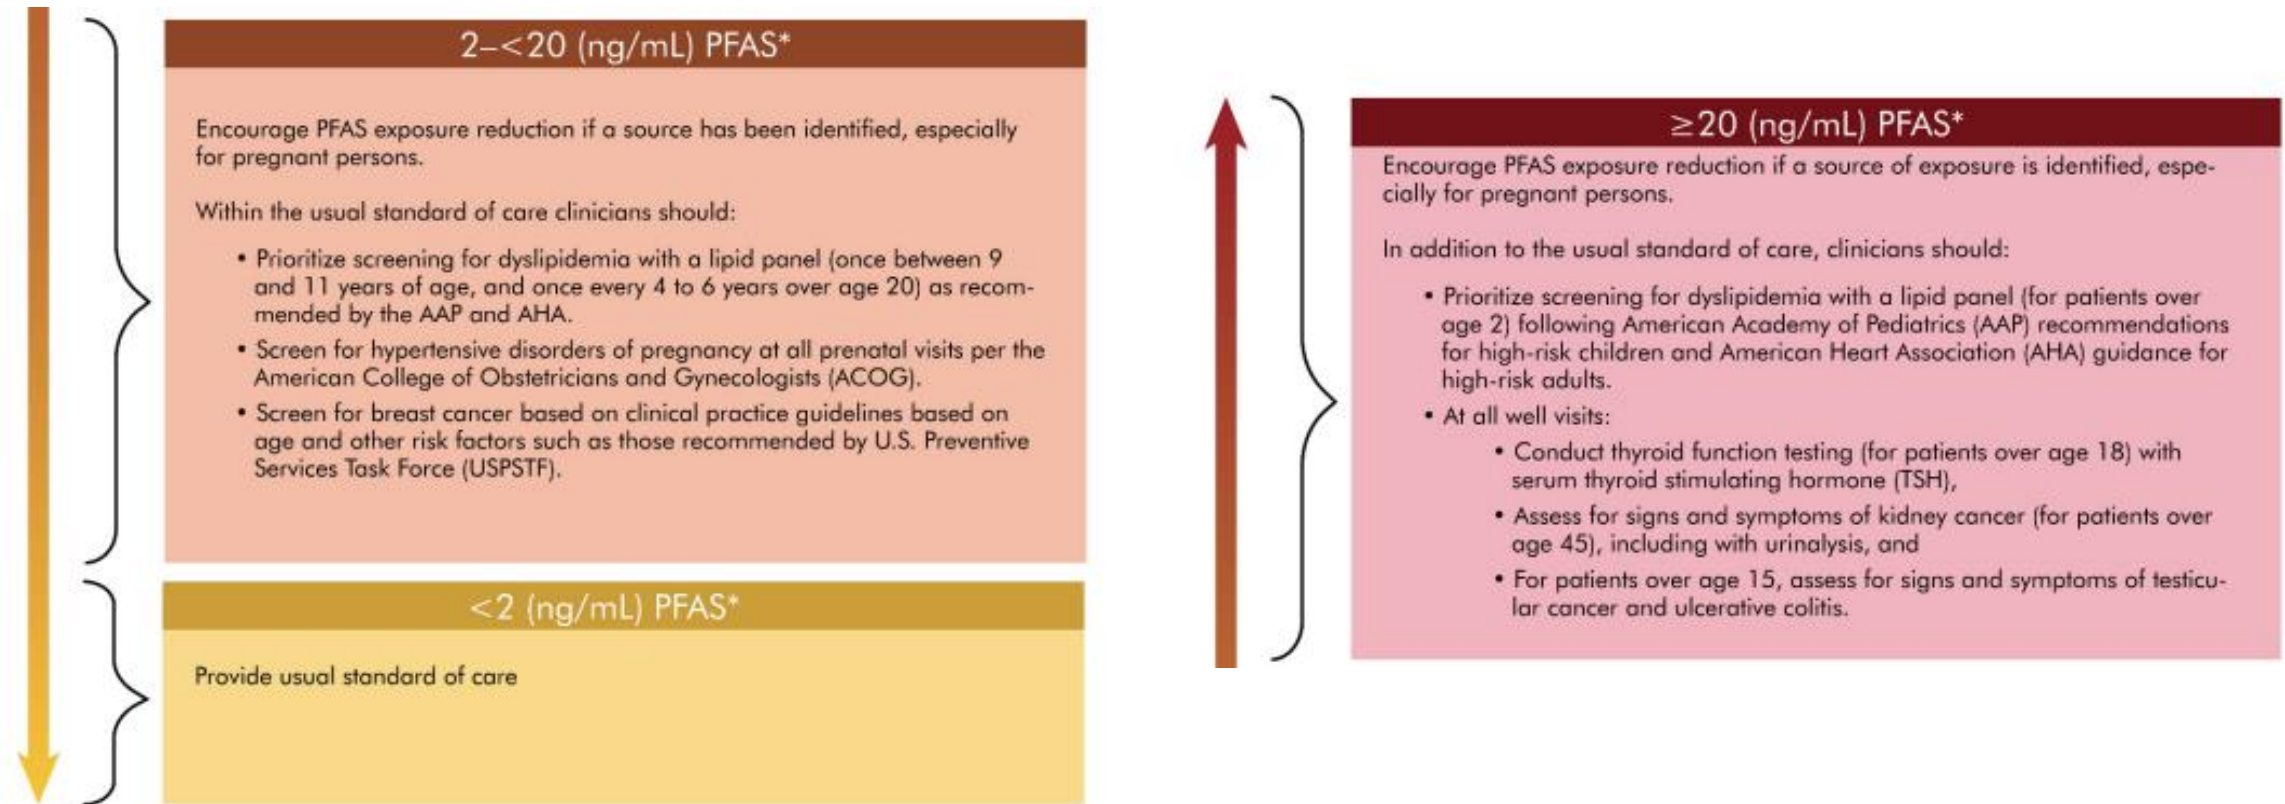 2–<20 (ng/mL) PFAS*
Encourage PFAS exposure reduction if a source has been identified, especially
for pregnant persons.
Within the usual standard of care clinicians should:
• Prioritize screening for dyslipidemia with a lipid panel (once between 9
and 11 years of age, and once every 4 to 6 years over age 20) as recom-
mended by the AAP and AHA.
• Screen for hypertensive disorders of pregnancy at all prenatal visits per the
American College of Obstetricians and Gynecologists (ACOG).
• Screen for breast cancer based on clinical practice guidelines based on
age and other risk factors such as those recommended by U.S. Preventive
Services Task Force (USPSTF).
<2 (ng/mL) PFAS*
Provide usual standard of care
≥20 (ng/mL) PFAS*
Encourage PFAS exposure reduction if a source of exposure is identified, espe-
cially for pregnant persons.
In addition to the usual standard of care, clinicians should:
• Prioritize screening for dyslipidemia with a lipid panel (for patients over
age 2) following American Academy of Pediatrics (AAP) recommendations
for high-risk children and American Heart Association (AHA) guidance for
high-risk adults.
• At all well visits:
• Conduct thyroid function testing (for patients over age 18) with
serum thyroid stimulating hormone (TSH),
• Assess for signs and symptoms of kidney cancer (for patients over
age 45), including with urinalysis, and
• For patients over age 15, assess for signs and symptoms of testicu-
lar cancer and ulcerative colitis.